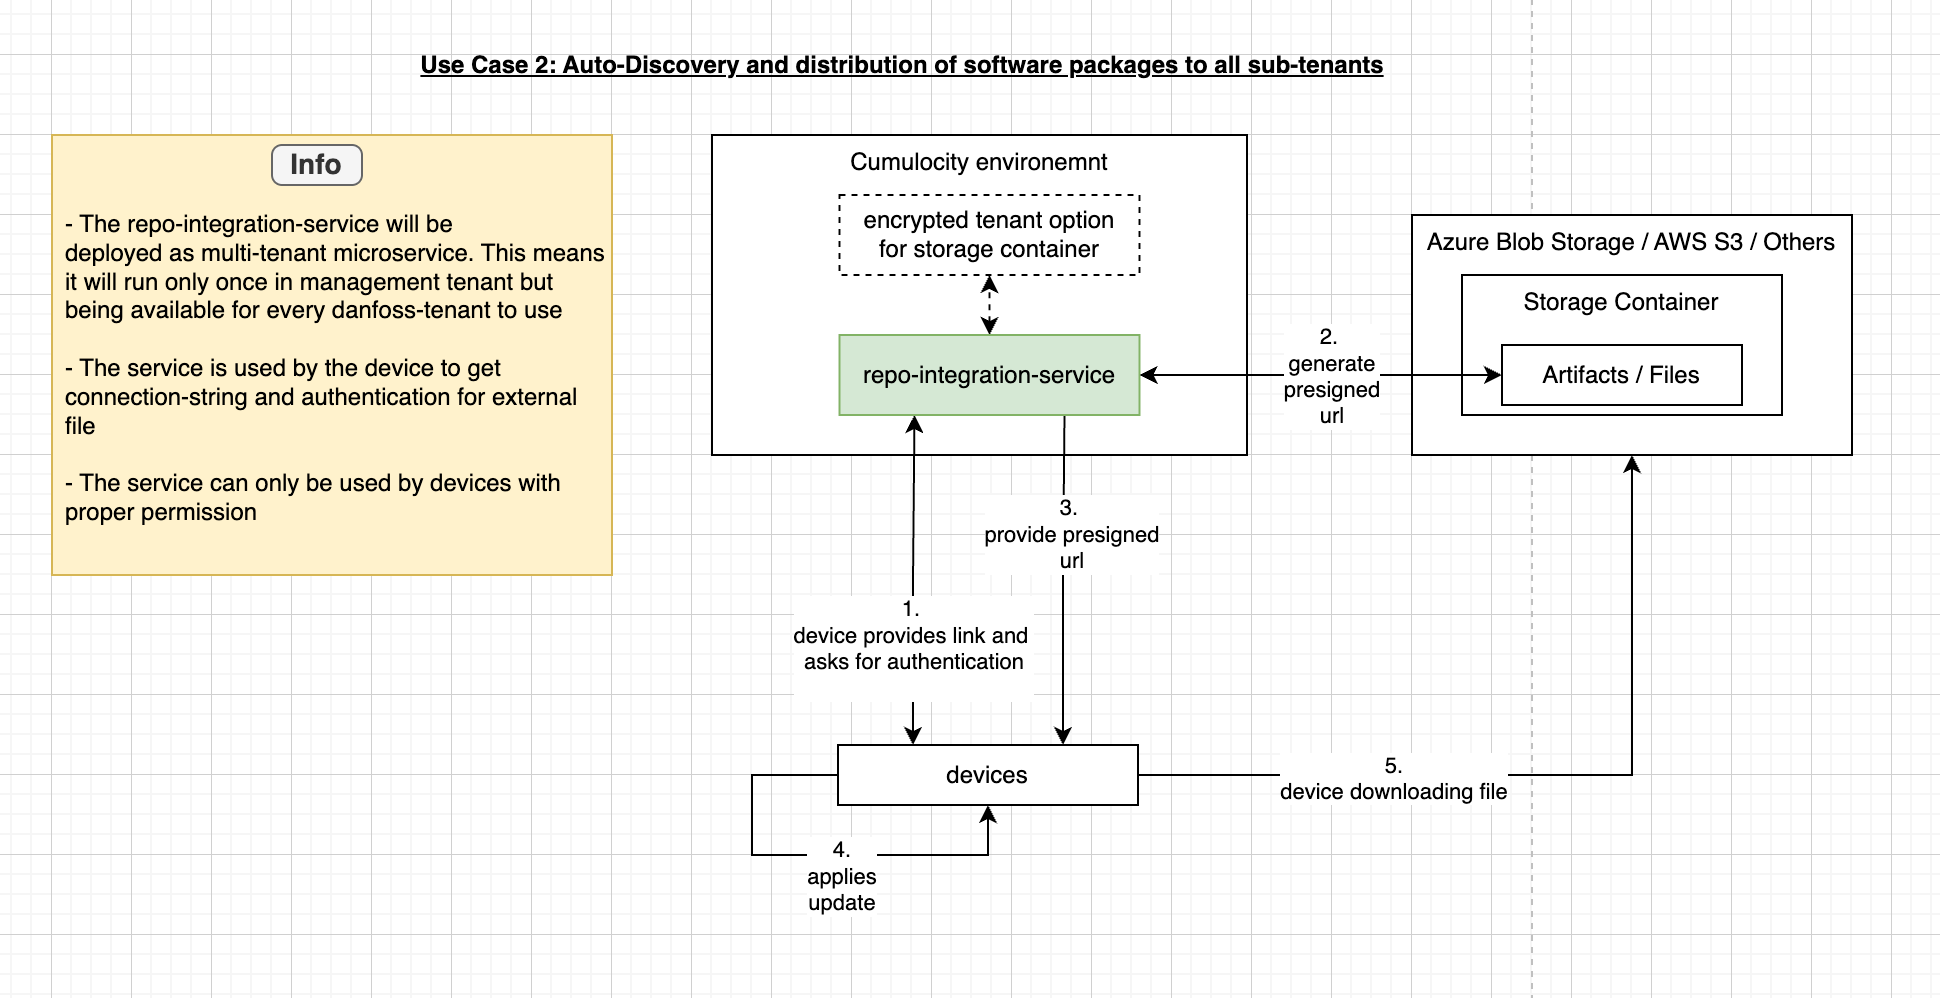 Use Case 2: Auto-Discovery and distribution of software packages to all sub-tenants
Info
- The repo-integration-service will be
deployed as multi-tenant microservice. This means
it will run only once in management tenant but
being available for every danfoss-tenant to use
- The service is used by the device to get
connection-string and authentication for external
file
- The service can only be used by devices with
proper permission
Cumulocity environemnt
encrypted tenant option
for storage container
repo-integration-service
Azure Blob Storage / AWS S3 / Others
Storage Container
Artifacts / Files
2.
generate
presigned
url
3.
provide presigned
url
1.
device provides link and
asks for authentication
devices
5.
device downloading file
4.
applies
update